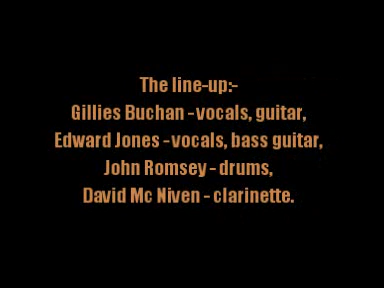 The line-up:-
Gillies Buchan - vocals, guitar,
Edward Jones - vocals, bass guitar,
John Romsey - drums,
David Mc Niven - clarinette.